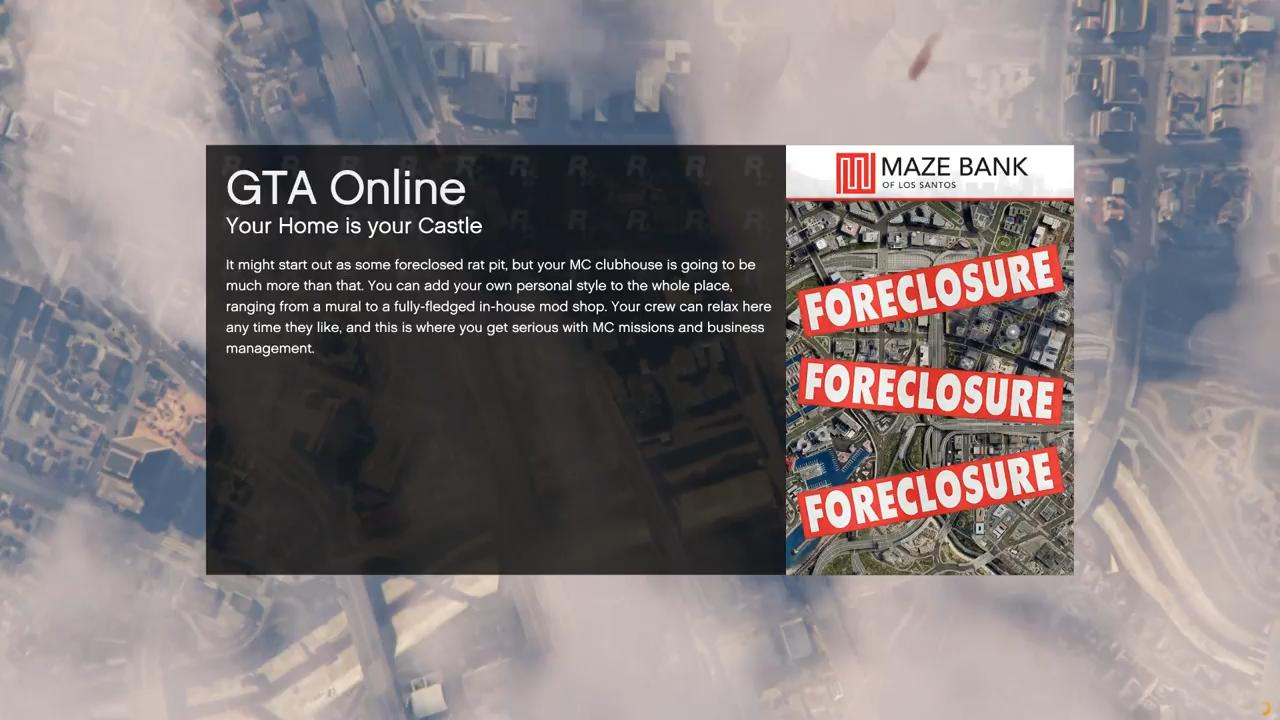 GTA Online
Your Home is your Castle
It might start out as some foreclosed rat pit, but your MC clubhouse is going to be
much more than that. You can add your own personal style to the whole place,
ranging from a mural to a fully-fledged in-house mod shop. Your crew can relax here
any time they like, and this is where you get serious with MC missions and business
management.
MAZE BANK
OF LOS SANTOS
FORECLOSURE
FORECLOSURE
FORECLOSURE